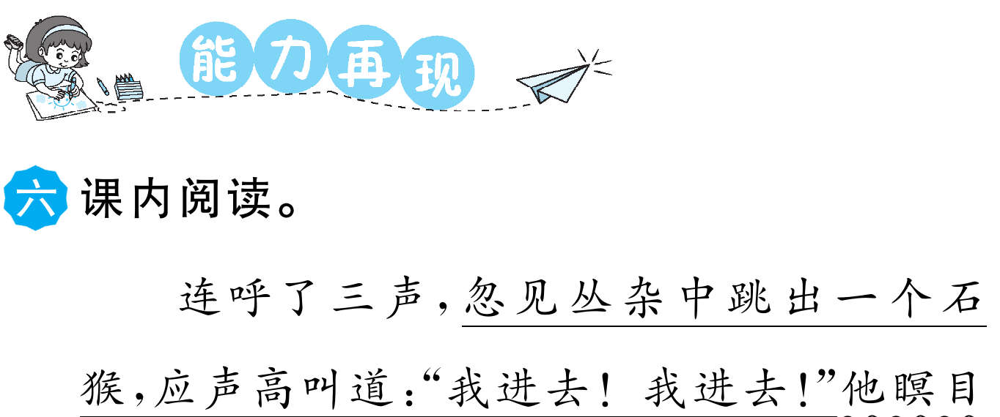 能力再现
六 课内阅读。
连呼了三声，忽见丛杂中跳出一个石
猴，应声高叫道：“我进去！我进去！”他瞑目